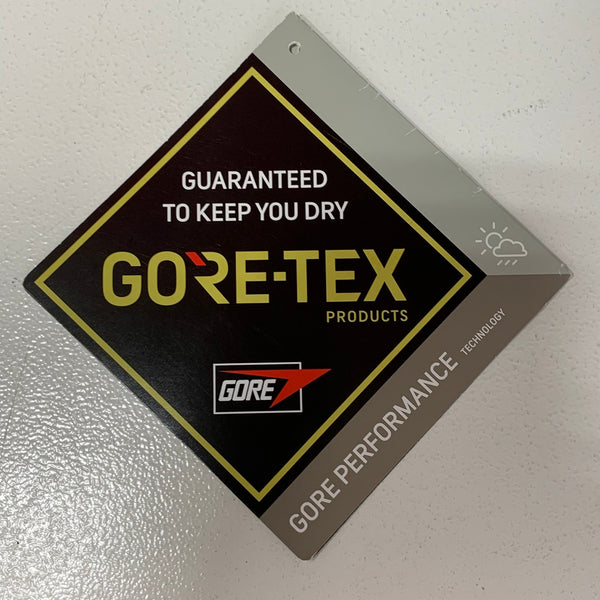 GUARANTEED
TO KEEP YOU DRY
GORE-TEX
PRODUCTS
GORE
GORE PERFORMANCE TECHNOLOGY